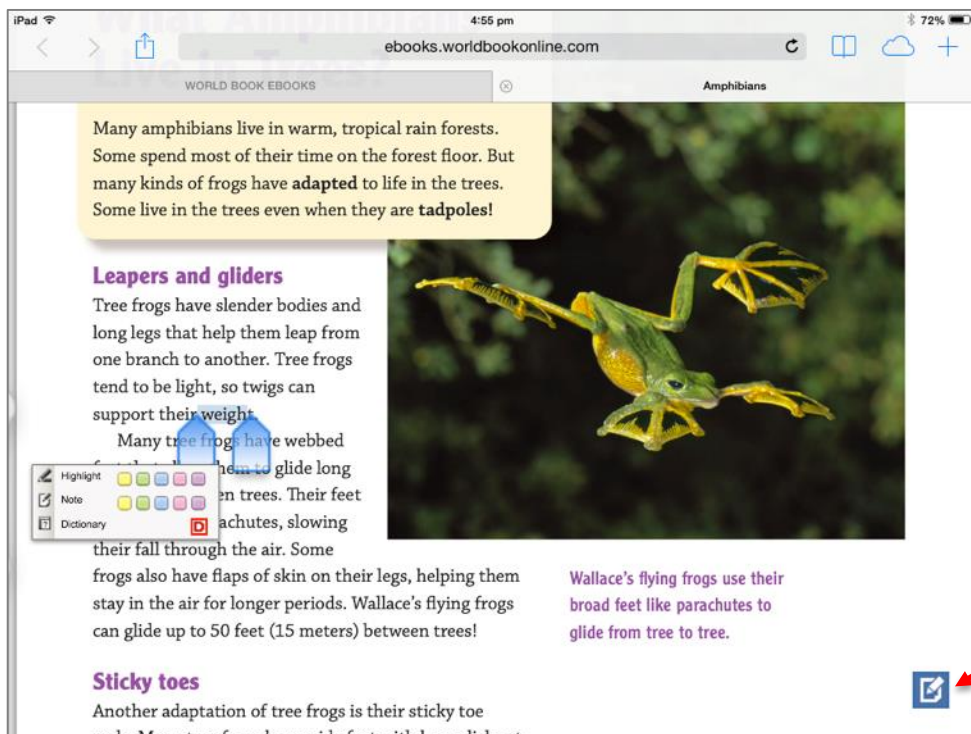 iPad
4:55 pm
72%
ebooks.worldbookonline.com
What Amphibians
Live in Trees?
WORLD BOOK EBOOKS
Amphibians
Many amphibians live in warm, tropical rain forests.
Some spend most of their time on the forest floor. But
many kinds of frogs have adapted to life in the trees.
Some live in the trees even when they are tadpoles!
Leapers and gliders
Tree frogs have slender bodies and
long legs that help them leap from
one branch to another. Tree frogs
tend to be light, so twigs can
support their weight.
Many tree frogs have webbed
them to glide long
en trees. Their feet
achutes, slowing
their fall through the air. Some
frogs also have flaps of skin on their legs, helping them
stay in the air for longer periods. Wallace's flying frogs
can glide up to 50 feet (15 meters) between trees!
Highlight
Note
Dictionary
D
Wallace's flying frogs use their
broad feet like parachutes to
glide from tree to tree.
Sticky toes
Another adaptation of tree frogs is their sticky toe